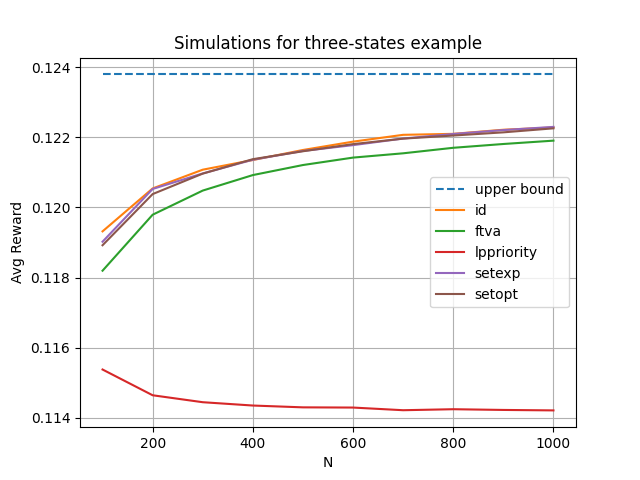 Simulations for three-states example
Avg Reward
0.124
0.122
0.120
0.118
0.116
0.114
upper bound
id
ftva
lppriority
setexp
setopt
200
400
600
800
1000
N